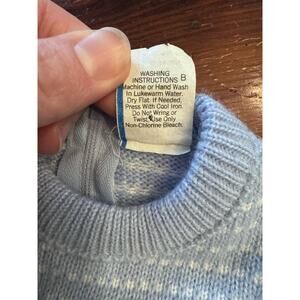 WASHING
INSTRUCTIONS B
Machine or Hand Wash
In Lukewarm Water.
Dry Flat. If Needed,
Press With Cool Iron.
Do Not Wring or
Twist. Use Only
Non-Chlorine Bleach.